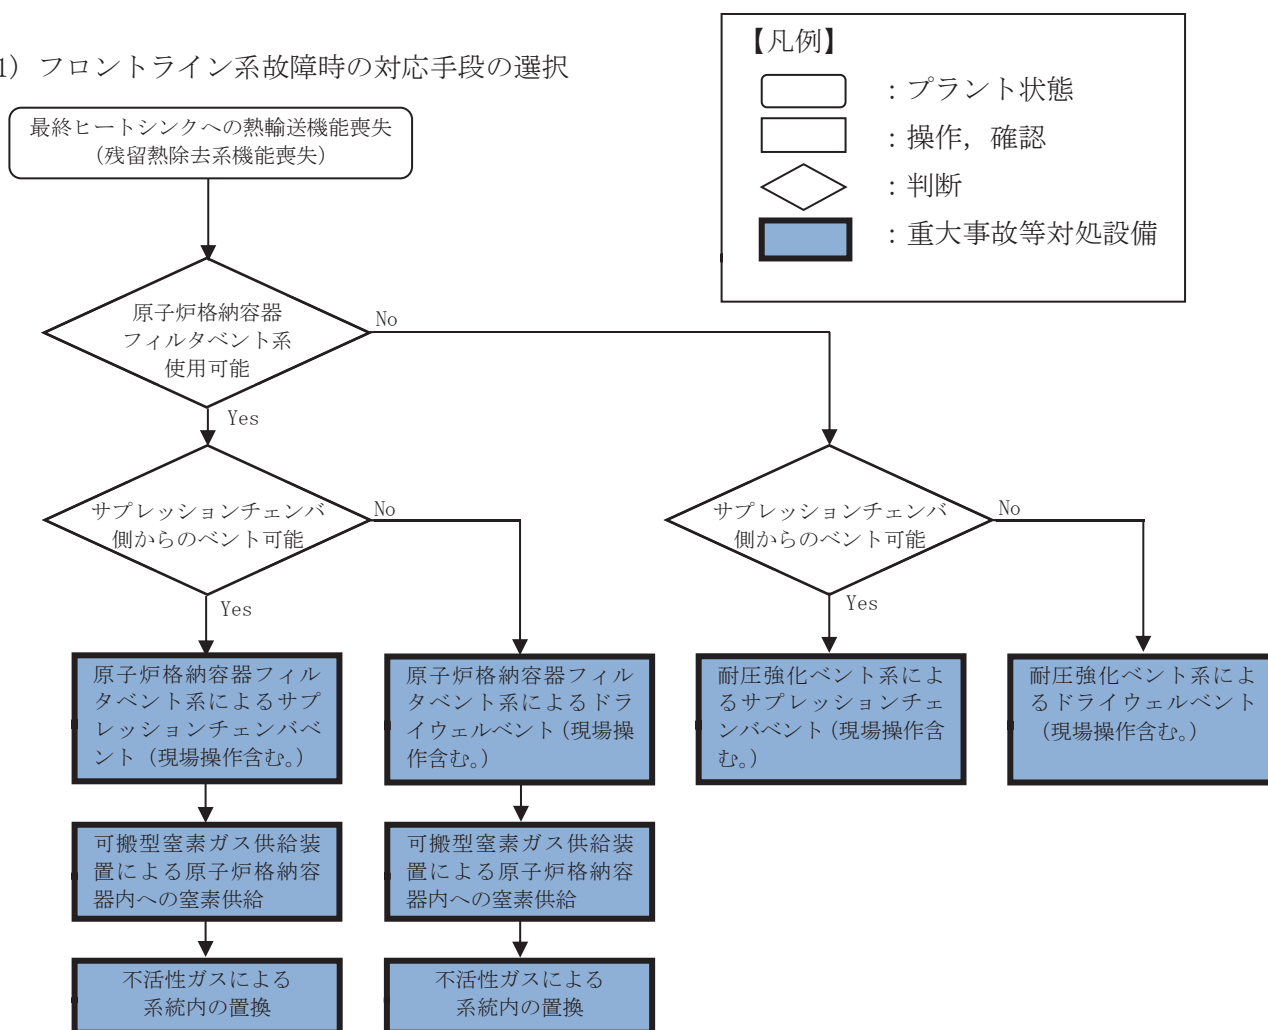 1) フロントライン系故障時の対応手段の選択
【凡例】
：プラント状態
：操作，確認
：判断
：重大事故等対処設備
最終ヒートシンクへの熱輸送機能喪失
（残留熱除去系機能喪失）
原子炉格納容器
フィルタベント系
使用可能
No
Yes
サプレッションチェンバ
側からのベント可能
No
Yes
サプレッションチェンバ
側からのベント可能
No
Yes
原子炉格納容器フィル
タベント系によるサプ
レッションチェンバベ
ント（現場操作含む。）
原子炉格納容器フィル
タベント系によるドラ
イウェルベント（現場操
作含む。）
耐圧強化ベント系によ
るサプレッションチェ
ンバベント（現場操作含
む。）
耐圧強化ベント系によ
るドライウェルベント
（現場操作含む。）
可搬型窒素ガス供給装
置による原子炉格納容
器内への窒素供給
可搬型窒素ガス供給装
置による原子炉格納容
器内への窒素供給
不活性ガスによる
系統内の置換
不活性ガスによる
系統内の置換